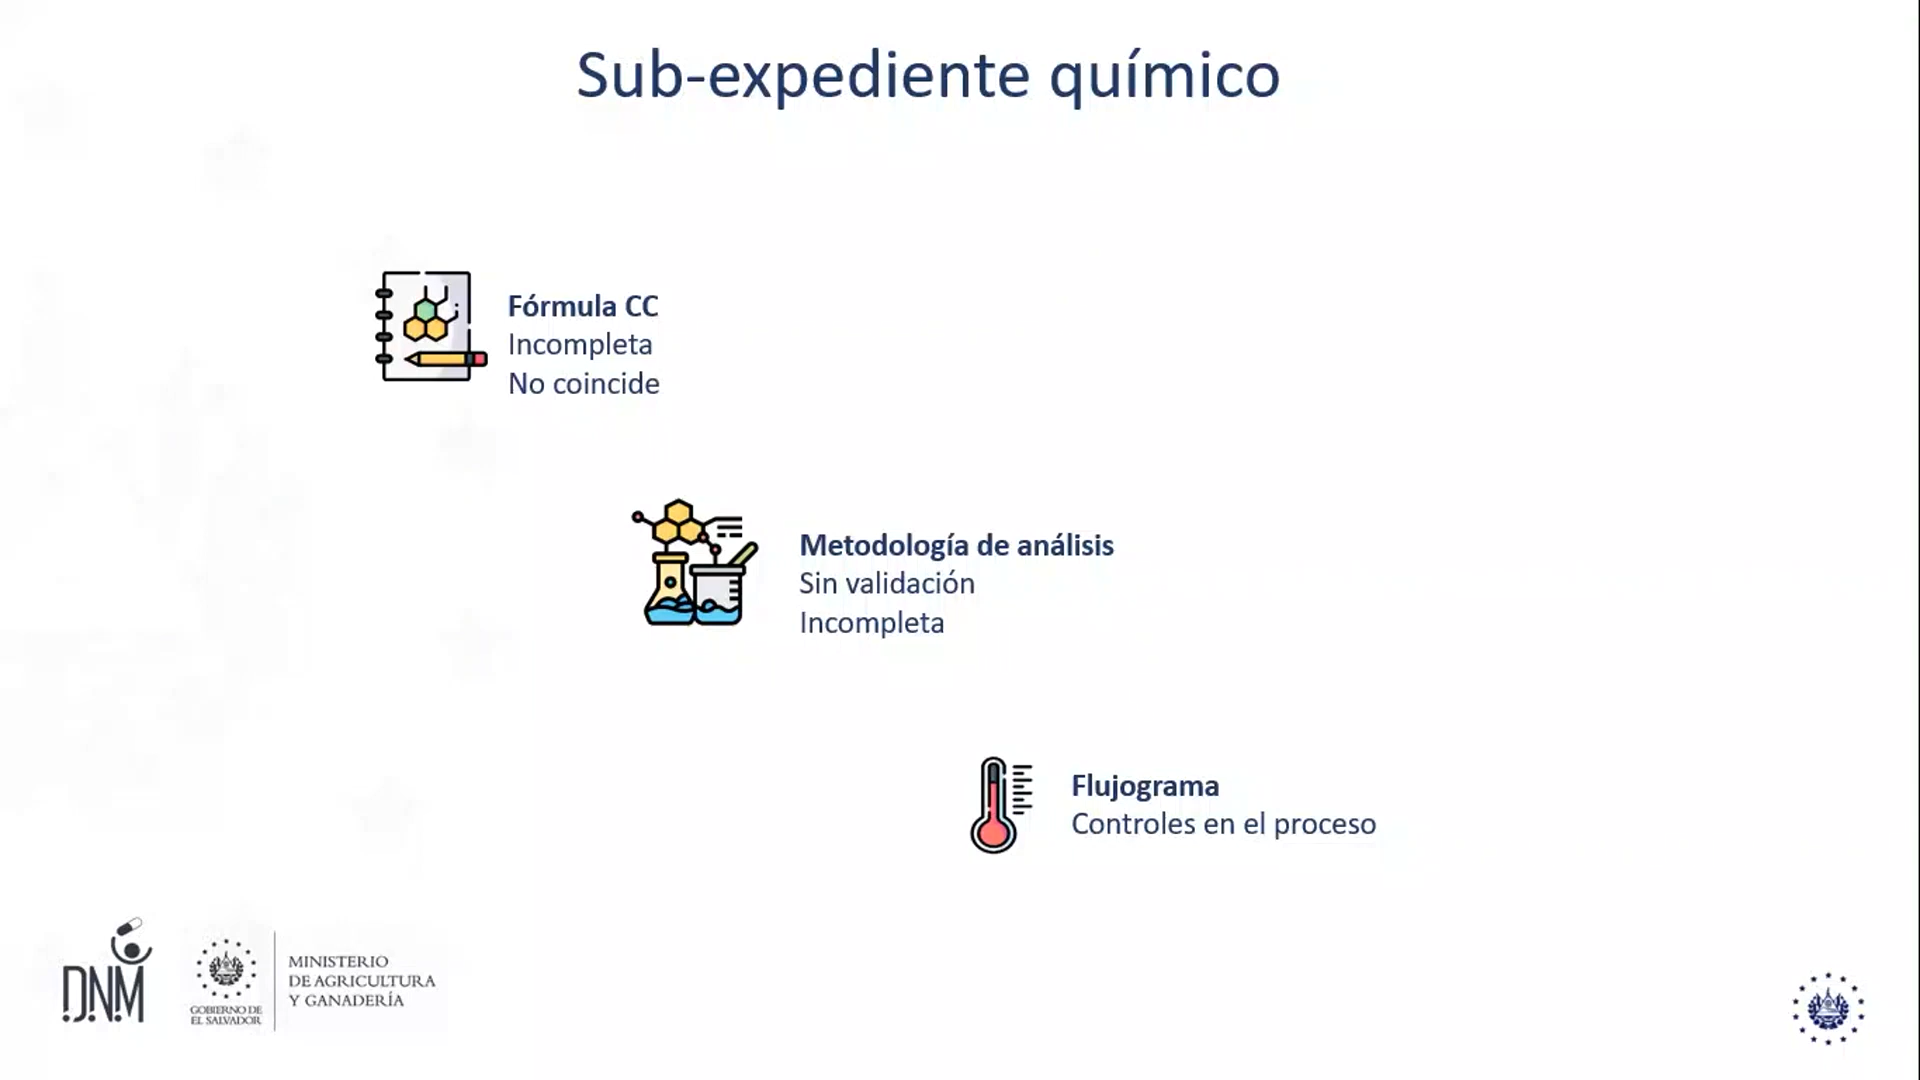 Sub-expediente químico
Fórmula CC
Incompleta
No coincide
Metodología de análisis
Sin validación
Incompleta
Flujograma
Controles en el proceso
DNM
GOBIERNO DE
EL SALVADOR
MINISTERIO
DE AGRICULTURA
Y GANADERÍA